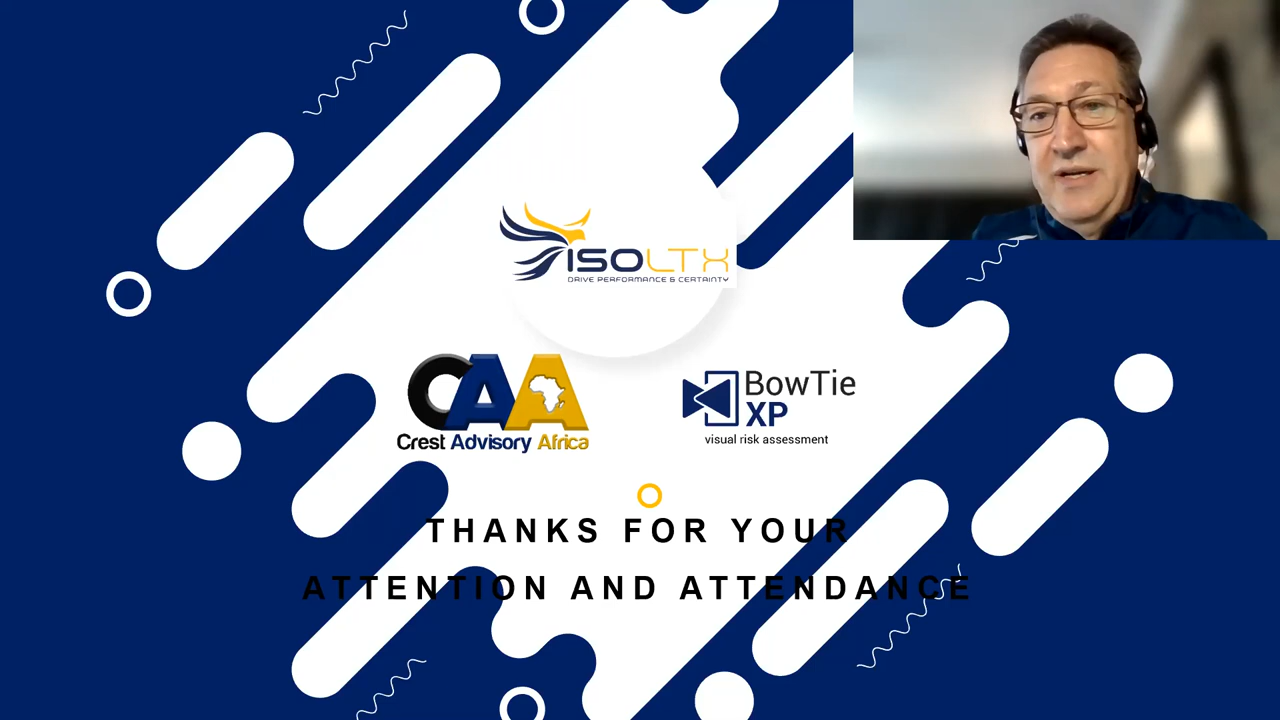 ISOLTX
DRIVE PERFORMANCE & CERTAINTY
CAA
Crest Advisory Africa
BowTie
XP
visual risk assessment
THANKS FOR YOUR
ATTENTION AND ATTENDANCE